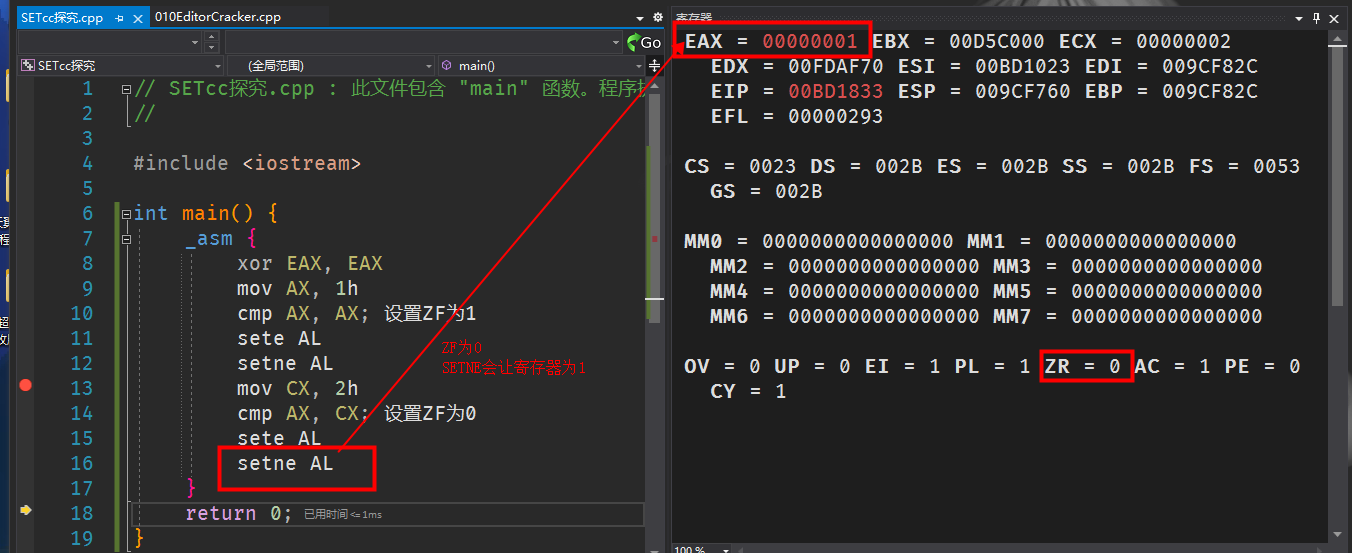 SETcc探究.cpp
010EditorCracker.cpp
Go
SETcc探究
(全局范围)
main()
1 // SETcc探究.cpp : 此文件包含 "main" 函数。程序
2 //
3
4 #include <iostream>
5
6 int main() {
7 _asm {
8 xor EAX, EAX
9 mov AX, 1h
10 cmp AX, AX; 设置ZF为1
11 sete AL
12 setne AL
13 mov CX, 2h
14 cmp AX, CX; 设置ZF为0
15 sete AL
16 setne AL
17 }
18 return 0; 已用时间 <= 1ms
19 }
ZF为0
SETNE会让寄存器为1
寄存器
EAX = 00000001 EBX = 00D5C000 ECX = 00000002
EDX = 00FDAF70 ESI = 00BD1023 EDI = 009CF82C
EIP = 00BD1833 ESP = 009CF760 EBP = 009CF82C
EFL = 00000293
CS = 0023 DS = 002B ES = 002B SS = 002B FS = 0053
GS = 002B
MM0 = 0000000000000000 MM1 = 0000000000000000
MM2 = 0000000000000000 MM3 = 0000000000000000
MM4 = 0000000000000000 MM5 = 0000000000000000
MM6 = 0000000000000000 MM7 = 0000000000000000
OV = 0 UP = 0 EI = 1 PL = 1 ZR = 0 AC = 1 PE = 0
CY = 1
100 %